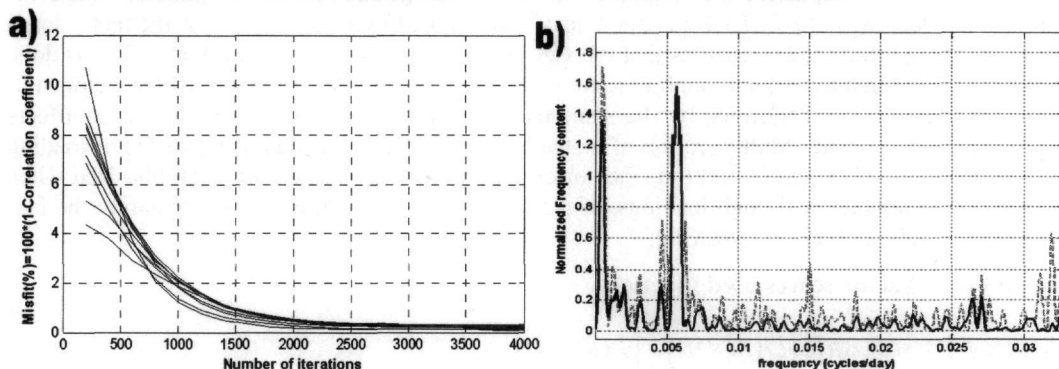 a)
12
10
8
6
4
2
0
0 500 1000 1500 2000 2500 3000 3500 4000
Number of iterations
Misfit(%)=100*(1-Correlation coefficient)
b)
1.8
1.6
1.4
1.2
1
0.8
0.6
0.4
0.2
0
0.005 0.01 0.015 0.02 0.025 0.03
frequency (cycles/day)
Normalized Frequency content